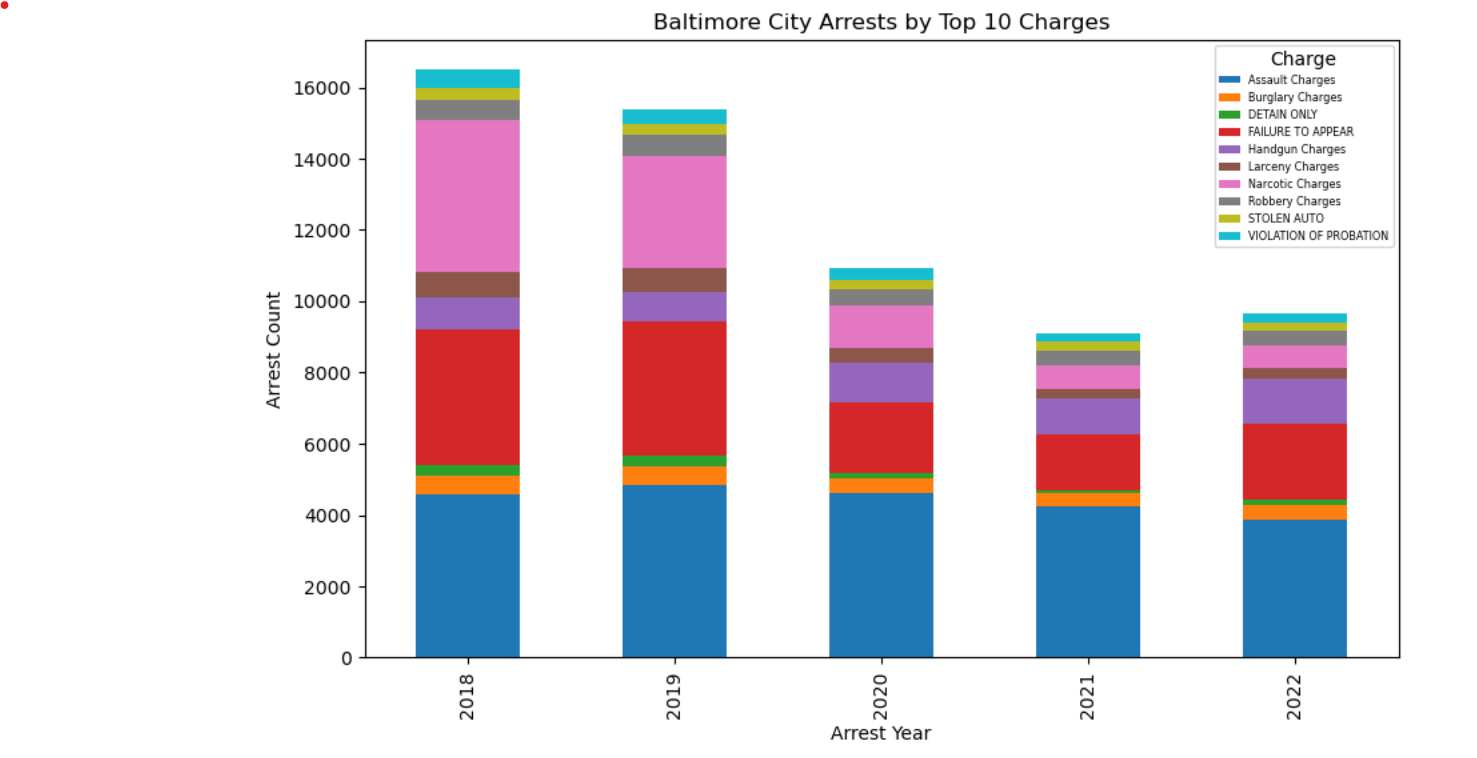 Baltimore City Arrests by Top 10 Charges
Charge
Assault Charges
Burglary Charges
DETAIN ONLY
FAILURE TO APPEAR
Handgun Charges
Larceny Charges
Narcotic Charges
Robbery Charges
STOLEN AUTO
VIOLATION OF PROBATION
Arrest Count
16000
14000
12000
10000
8000
6000
4000
2000
0
2018
2019
2020
2021
2022
Arrest Year